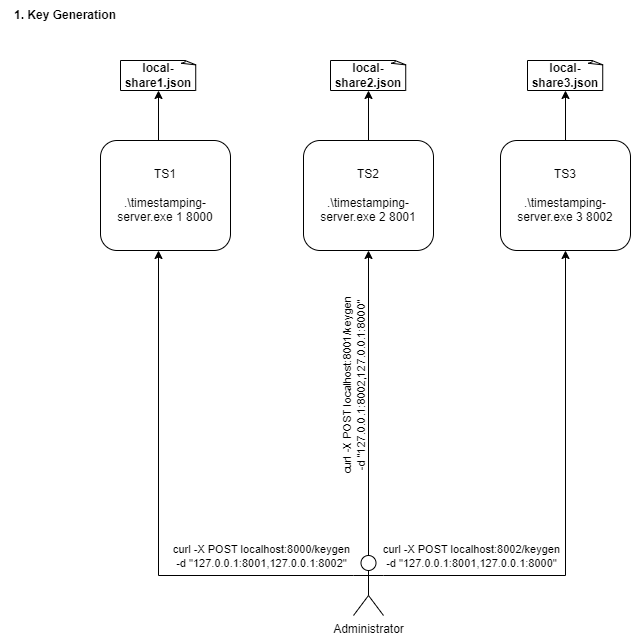 1. Key Generation
local-
share1.json
local-
share2.json
local-
share3.json
TS1
.\timestamping-
server.exe 1 8000
TS2
.\timestamping-
server.exe 2 8001
TS3
.\timestamping-
server.exe 3 8002
curl -X POST localhost:8001/keygen
-d "127.0.0.1:8002,127.0.0.1:8000"
curl -X POST localhost:8000/keygen
-d "127.0.0.1:8001,127.0.0.1:8002"
curl -X POST localhost:8002/keygen
-d "127.0.0.1:8001,127.0.0.1:8000"
Administrator